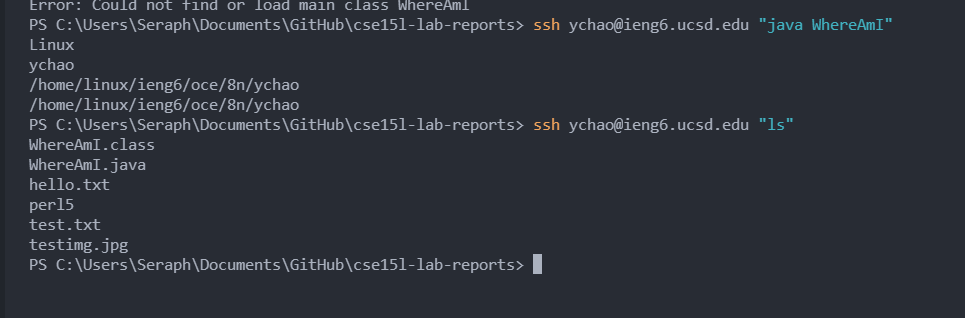 Error: Could not find or load main class WhereAmI
PS C:\Users\Seraph\Documents\GitHub\cse15l-lab-reports> ssh ychao@ieng6.ucsd.edu "java WhereAmI"
Linux
ychao
/home/linux/ieng6/oce/8n/ychao
/home/linux/ieng6/oce/8n/ychao
PS C:\Users\Seraph\Documents\GitHub\cse15l-lab-reports> ssh ychao@ieng6.ucsd.edu "ls"
WhereAmI.class
WhereAmI.java
hello.txt
perl5
test.txt
testimg.jpg
PS C:\Users\Seraph\Documents\GitHub\cse15l-lab-reports>